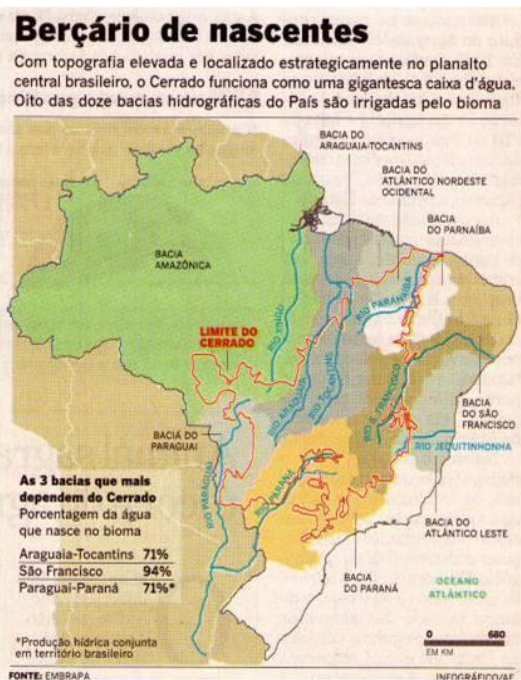 Berçário de nascentes
Com topografia elevada e localizado estrategicamente no planalto
central brasileiro, o Cerrado funciona como uma gigantesca caixa d'água.
Oito das doze bacias hidrográficas do País são irrigadas pelo bioma
BACIA DO
ARAGUAIA-TOCANTINS
BACIA DO
ATLÂNTICO NORDESTE
OCIDENTAL
BACIA
DO PARNAÍBA
BACIA
AMAZÔNICA
RIO PARANAÍBA
RIO XINGU
LIMITE DO
CERRADO
RIO ARAGUAIA
RIO TOCANTINS
RIO S. FRANCISCO
BACIA
DO SÃO
FRANCISCO
RIO JEQUITINHONHA
BACIA DO
PARAGUAI
RIO PARAGUAI
RIO PARANÁ
BACIA DO
ATLÂNTICO LESTE
BACIA
DO PARANÁ
OCEANO
ATLÂNTICO
As 3 bacias que mais
dependem do Cerrado
Porcentagem da água
que nasce no bioma
Araguaia-Tocantins 71%
São Francisco 94%
Paraguai-Paraná 71%*
*Produção hídrica conjunta
em território brasileiro
0 680
EM KM
FONTE: EMBRAPA
INFOGRÁFICO/AE